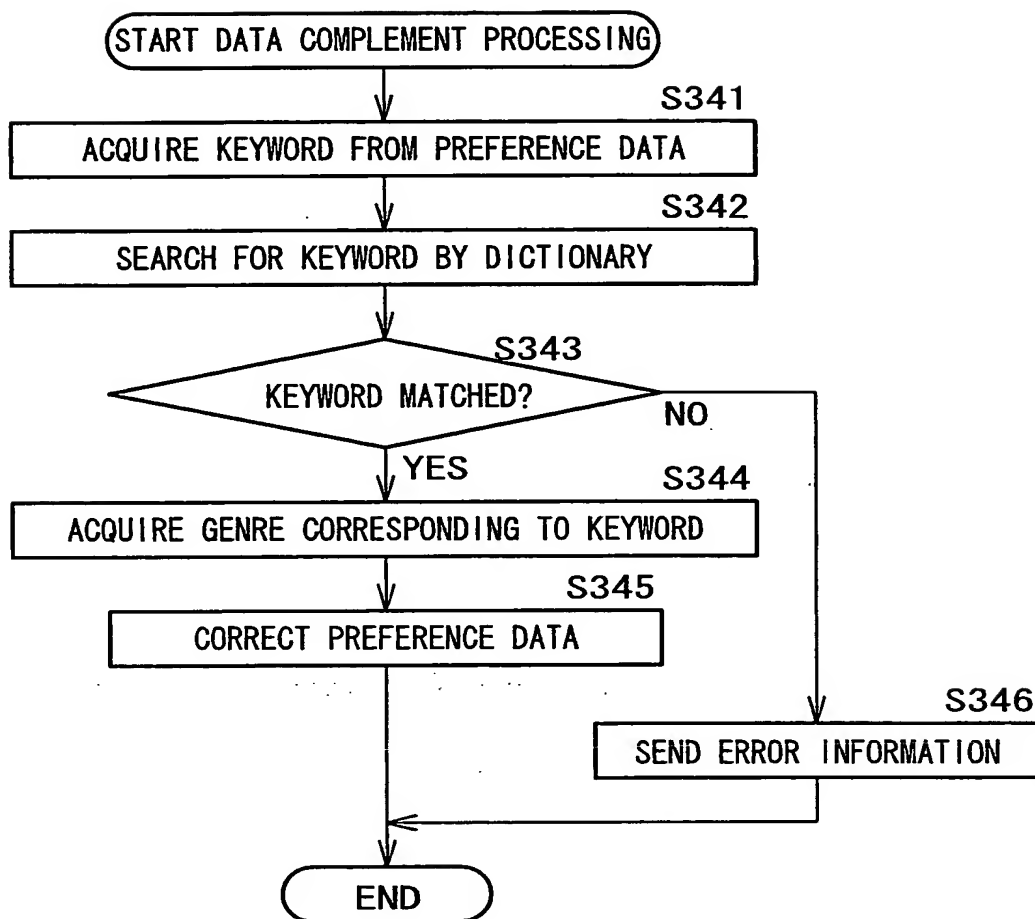 START DATA COMPLEMENT PROCESSING
S341
ACQUIRE KEYWORD FROM PREFERENCE DATA
S342
SEARCH FOR KEYWORD BY DICTIONARY
S343
KEYWORD MATCHED?
NO
YES
S344
ACQUIRE GENRE CORRESPONDING TO KEYWORD
S345
CORRECT PREFERENCE DATA
S346
SEND ERROR INFORMATION
END